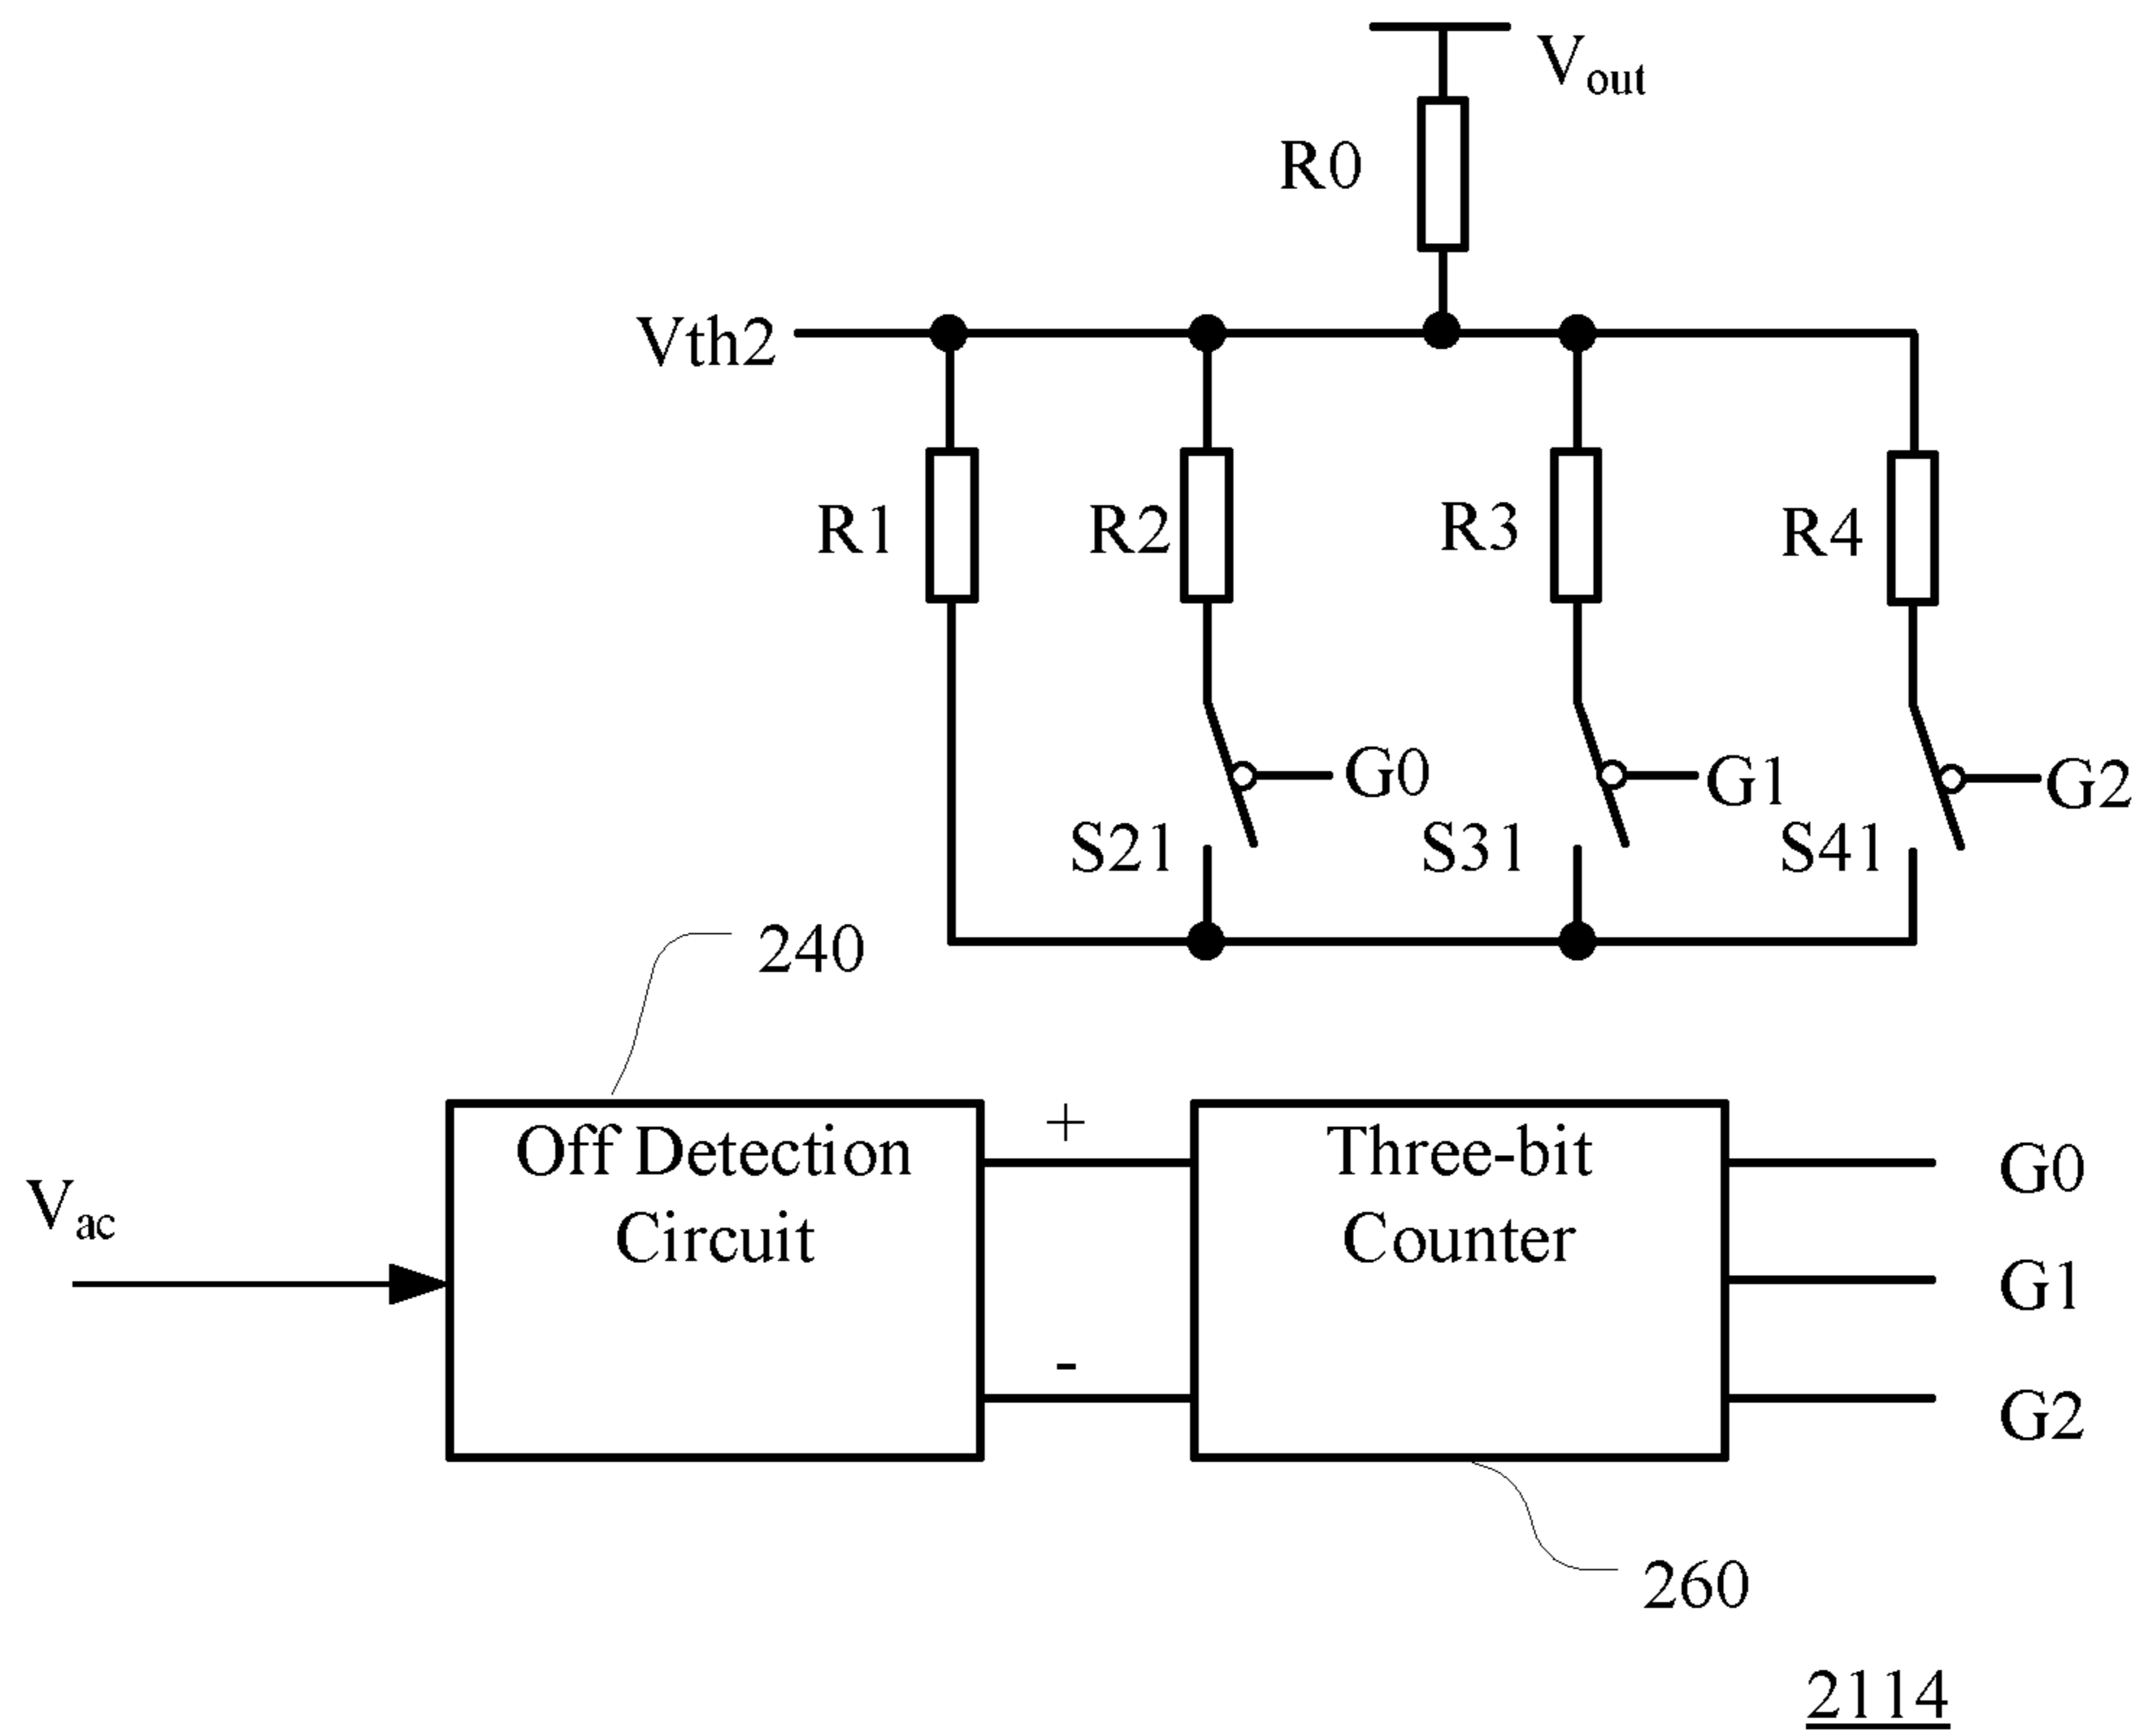 Vout
R0
Vth2
R1
R2
R3
R4
G0
G1
G2
S21
S31
S41
240
+
Off Detection
Circuit
Three-bit
Counter
G0
Vac
G1
-
G2
260
2114